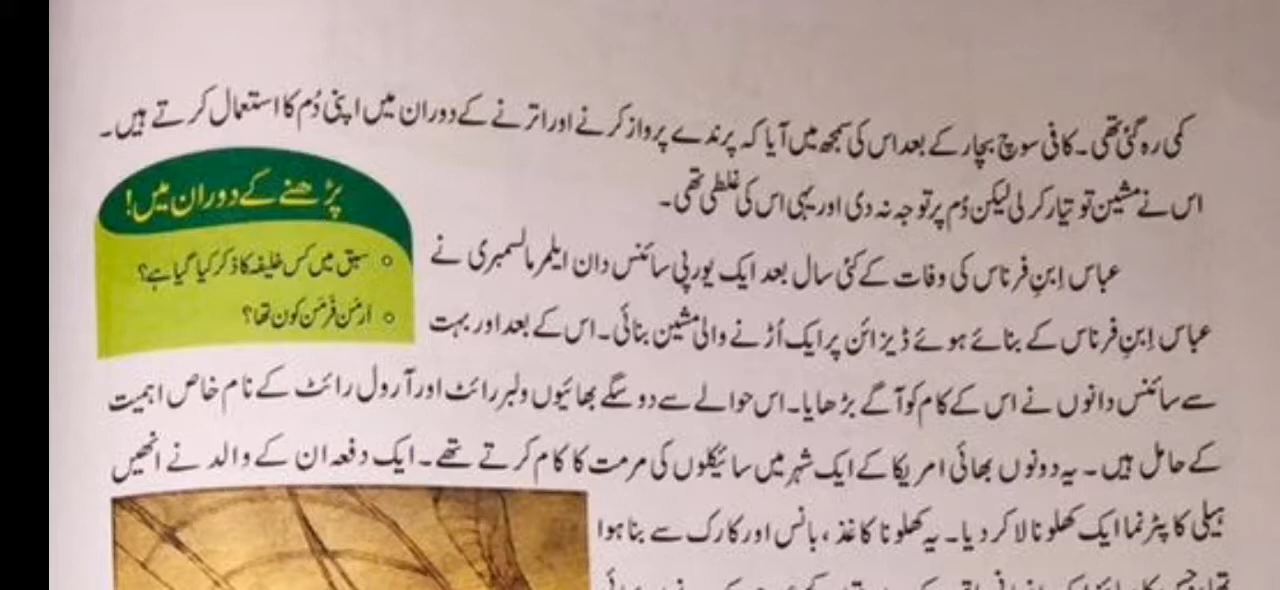 کمی رہ گئی تھی۔ کافی سوچ بچار کے بعد اس کی سمجھ میں آیا کہ پرندے پرواز کرنے اور اترنے کے دوران میں اپنی دُم کا استعمال کرتے ہیں۔
اس نے مشین تو تیار کر لی لیکن دُم پر توجہ نہ دی اور یہی اس کی غلطی تھی۔
پڑھنے کے دوران میں!
سبق میں کس خلیفہ کا ذکر کیا گیا ہے؟
اَرمن فَرمن کون تھا؟
عباس اِبنِ فرناس کی وفات کے کئی سال بعد ایک یورپی سائنس دان ایلمر مالسمبری نے
عباس اِبنِ فرناس کے بنائے ہوئے ڈیزائن پر ایک اُڑنے والی مشین بنائی۔ اس کے بعد اور بہت
سے سائنس دانوں نے اس کے کام کو آگے بڑھایا۔ اس حوالے سے دو سگے بھائیوں ولبر رائٹ اور آرول رائٹ کے نام خاص اہمیت
کے حامل ہیں۔ یہ دونوں بھائی امریکا کے ایک شہر میں سائیکلوں کی مرمت کا کام کرتے تھے۔ ایک دفعہ ان کے والد نے انھیں
ہیلی کاپٹر نما ایک کھلونا لا کر دیا۔ یہ کھلونا کاغذ، بانس اور کارک سے بنا ہوا